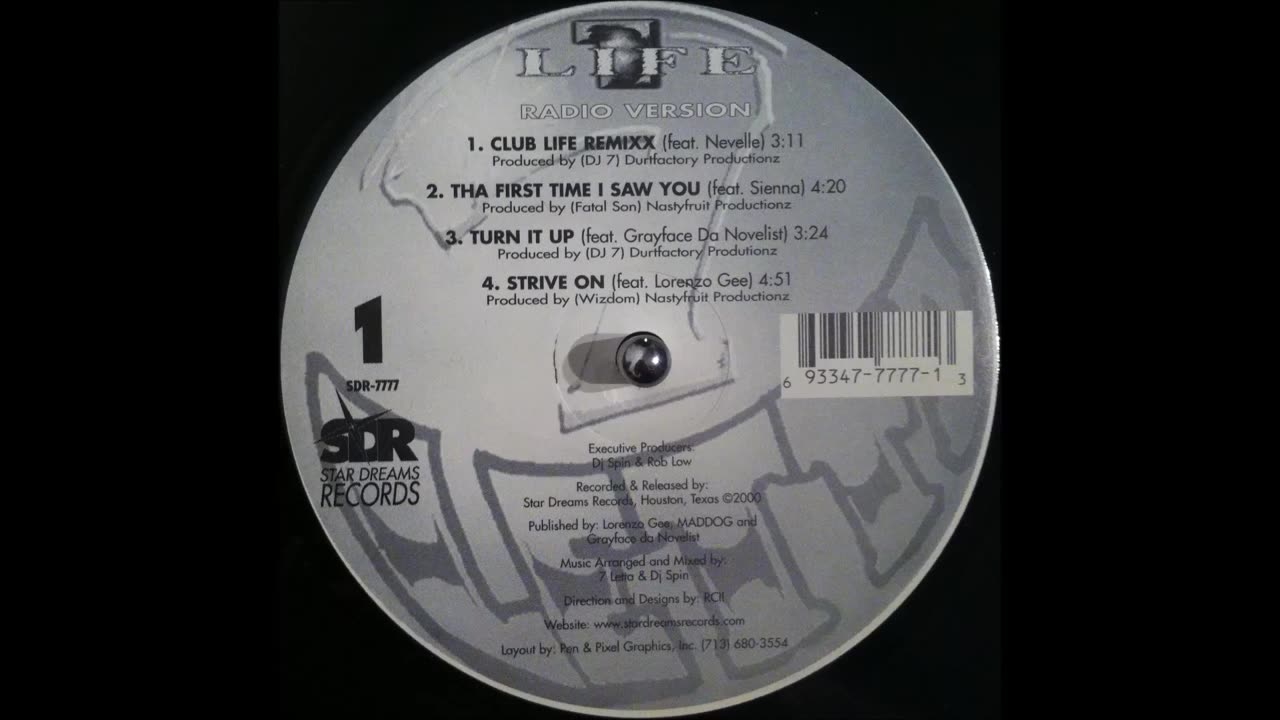 T
LIFE
RADIO VERSION
1. CLUB LIFE REMIXX (feat. Nevelle) 3:11
Produced by (DJ 7) Durtfactory Productionz
2. THA FIRST TIME I SAW YOU (feat. Sienna) 4:20
Produced by (Fatal Son) Nastyfruit Productionz
3. TURN IT UP (feat. Grayface Da Novelist) 3:24
Produced by (DJ 7) Durtfactory Produtionz
4. STRIVE ON (feat. Lorenzo Gee) 4:51
Produced by (Wizdom) Nastyfruit Productionz
1
SDR-7777
SDR
STAR DREAMS
RECORDS
6 93347-7777-1 3
Executive Producers:
Dj Spin & Rob Low
Recorded & Released by:
Star Dreams Records, Houston, Texas ©2000
Published by: Lorenzo Gee, MADDOG and
Grayface da Novelist
Music Arranged and Mixed by:
7 Letta & Dj Spin
Direction and Designs by: RCII
Website: www.stardreamsrecords.com
Layout by: Pen & Pixel Graphics, Inc. (713) 680-3554